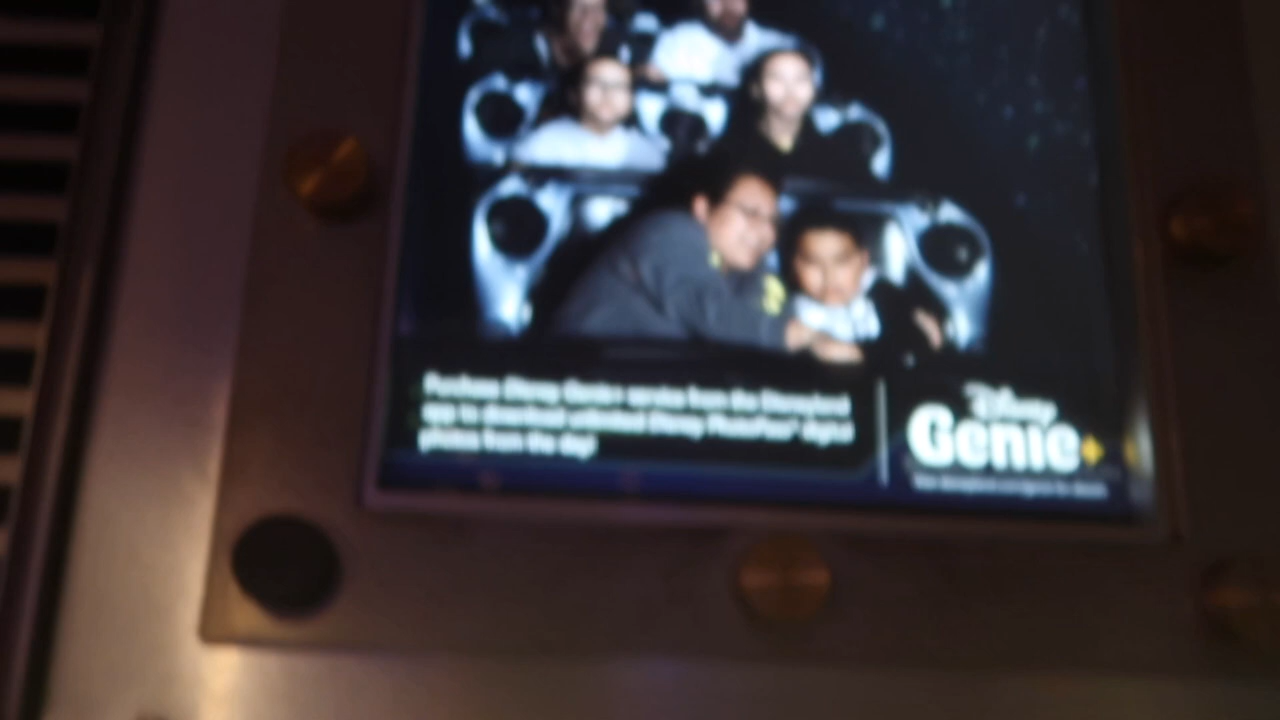 Purchase Disney Genie+ service from the Disneyland
app to download unlimited Disney PhotoPass® digital
photos from the day!
Disney
Genie+